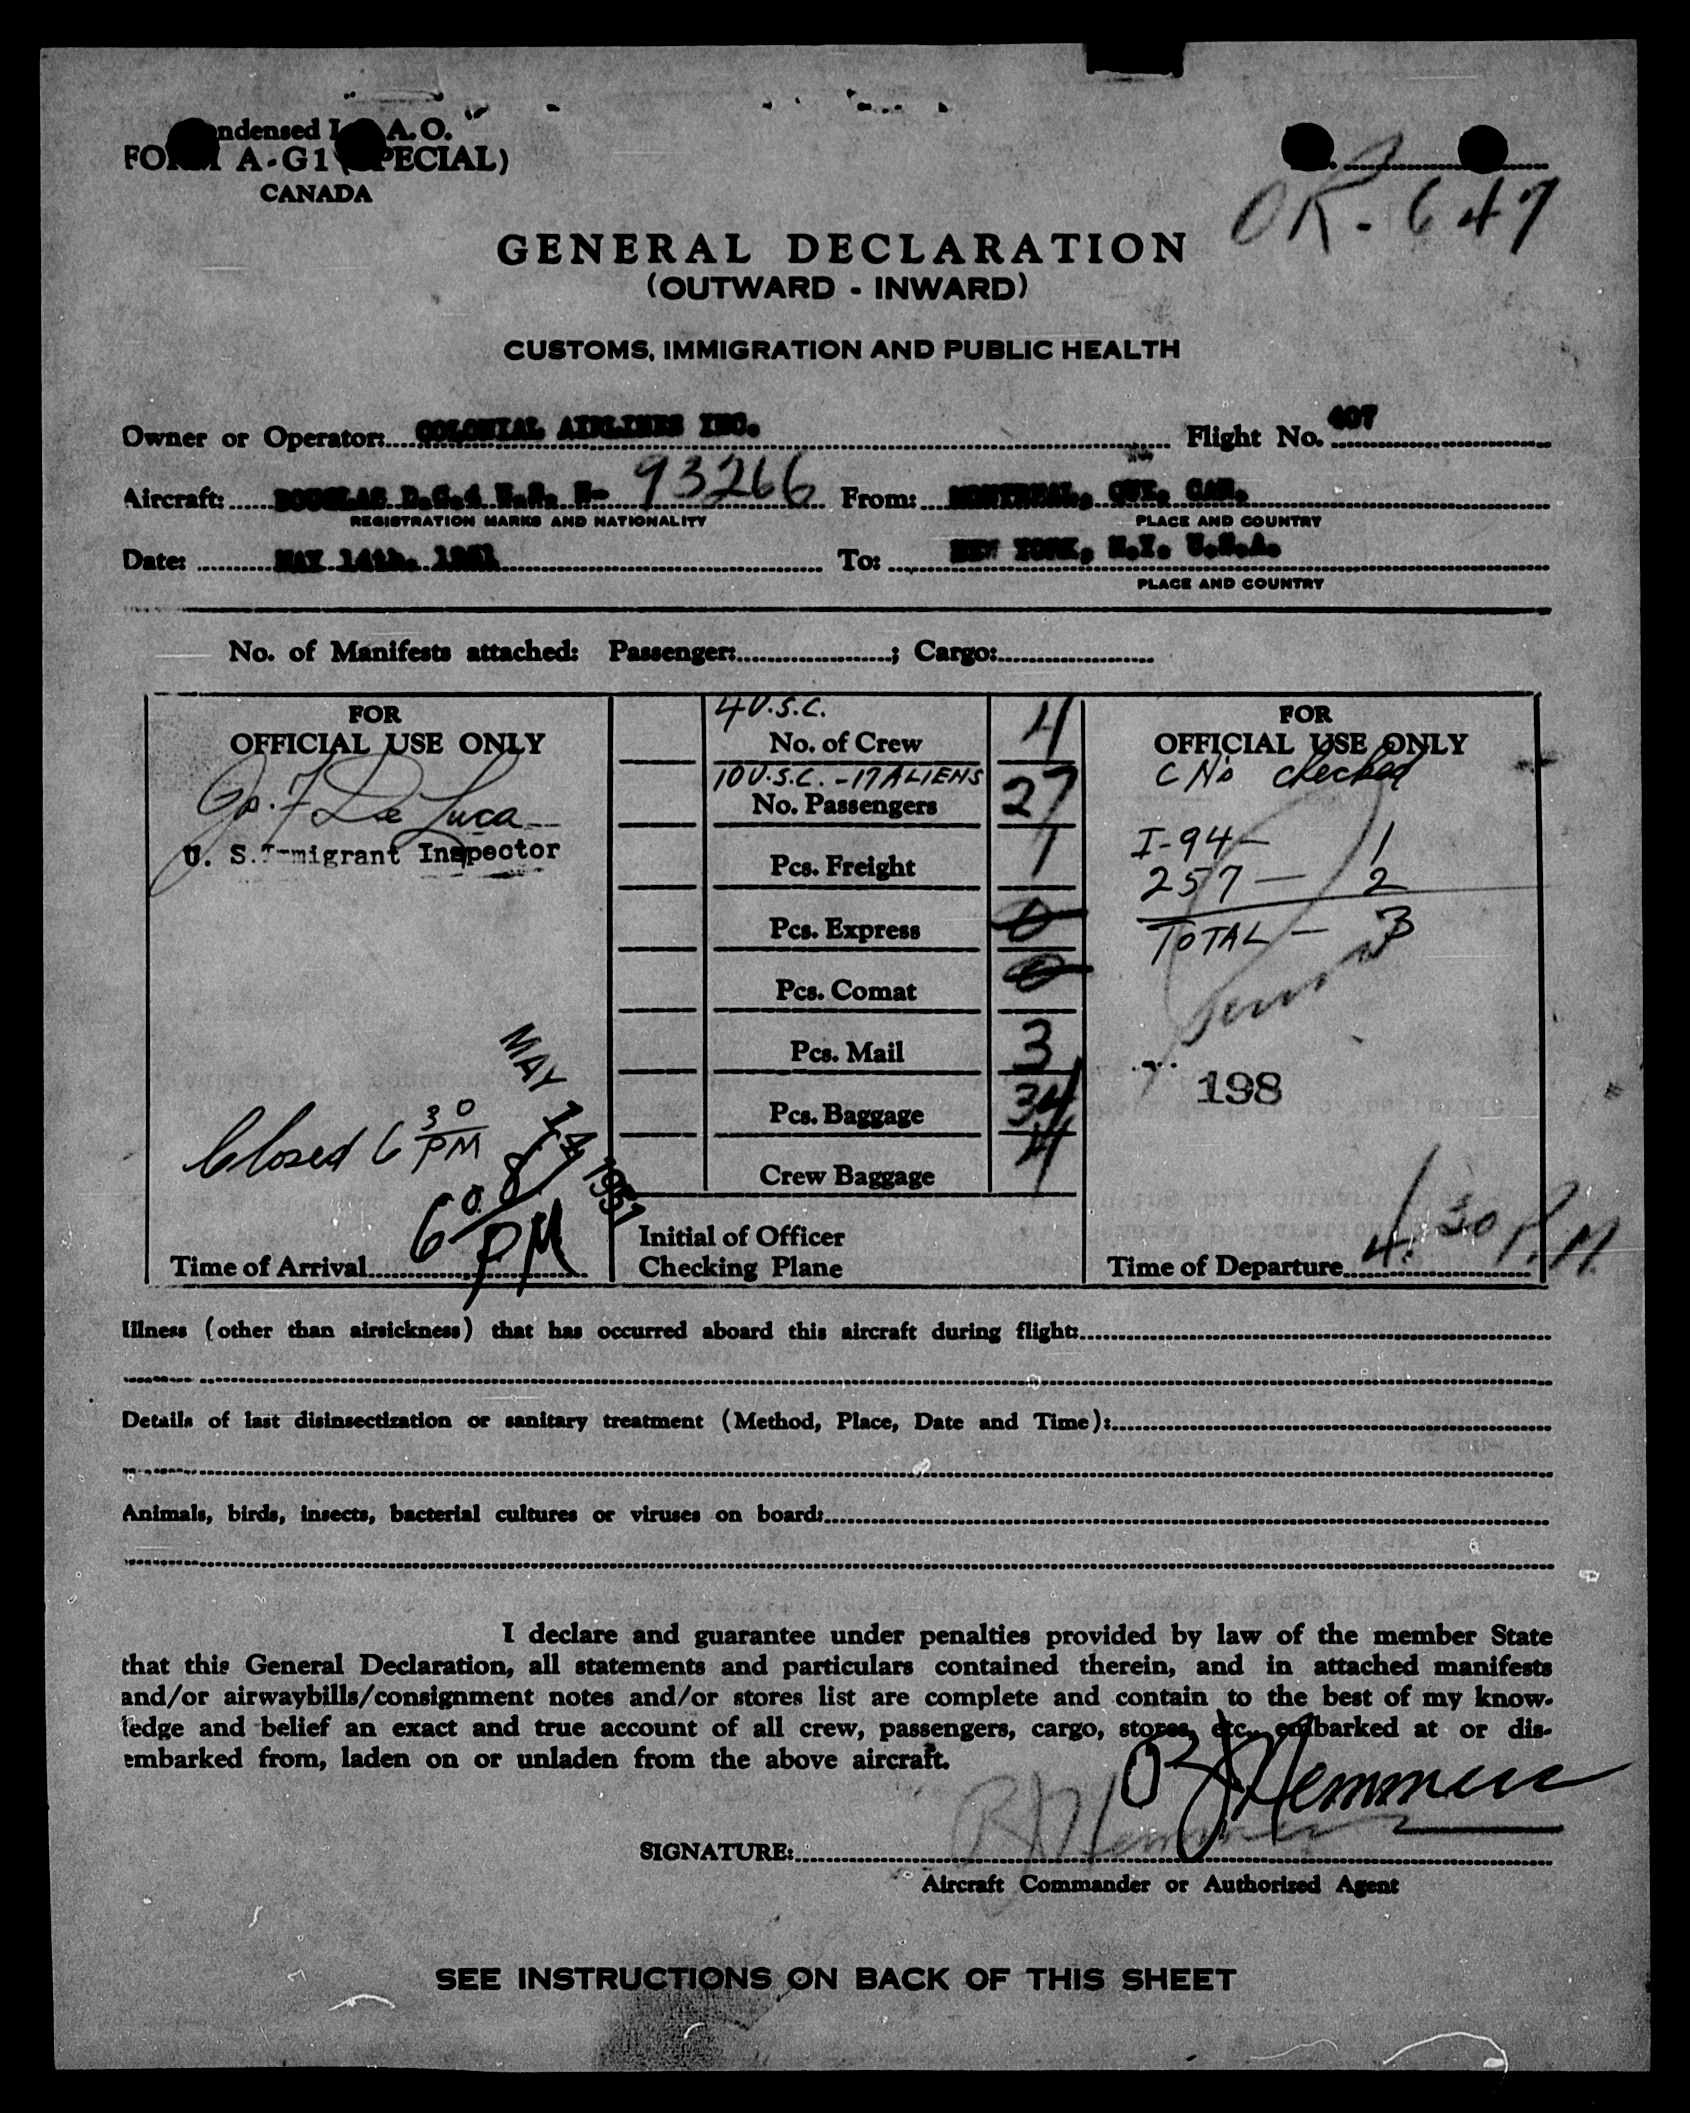 ndensed I A.O.
FORM A-G1 (SPECIAL)
CANADA
OK-647
GENERAL DECLARATION
(OUTWARD - INWARD)
CUSTOMS, IMMIGRATION AND PUBLIC HEALTH
Owner or Operator: COLONIAL AIRLINES INC. Flight No. 407
Aircraft: DOUGLAS D.C.4 U.S. N- 93266 From: MONTREAL, QUE. CAN.
REGISTRATION MARKS AND NATIONALITY PLACE AND COUNTRY
Date: MAY 14th. 1951 To: NEW YORK, N.Y. U.S.A.
PLACE AND COUNTRY
No. of Manifests attached: Passenger: ; Cargo:
FOR
OFFICIAL USE ONLY
Jos. F De Luca
U. S. Immigrant Inspector
MAY 14 1951
Closed 6 30 PM
6 08 PM
Time of Arrival
4 U.S.C.
No. of Crew 4
10 U.S.C. - 17 ALIENS
No. Passengers 27
Pcs. Freight 1
Pcs. Express 0
Pcs. Comat 0
Pcs. Mail 3
Pcs. Baggage 34
Crew Baggage 4
Initial of Officer
Checking Plane
FOR
OFFICIAL USE ONLY
C No's checked
I-94 - 1
257 - 2
TOTAL - 3
198
Time of Departure 4:30 P.M.
Illness (other than airsickness) that has occurred aboard this aircraft during flight:
Details of last disinsectization or sanitary treatment (Method, Place, Date and Time):
Animals, birds, insects, bacterial cultures or viruses on board:
I declare and guarantee under penalties provided by law of the member State
that this General Declaration, all statements and particulars contained therein, and in attached manifests
and/or airwaybills/consignment notes and/or stores list are complete and contain to the best of my know-
ledge and belief an exact and true account of all crew, passengers, cargo, stores, etc., embarked at or dis-
embarked from, laden on or unladen from the above aircraft.
SIGNATURE:
Aircraft Commander or Authorized Agent
SEE INSTRUCTIONS ON BACK OF THIS SHEET